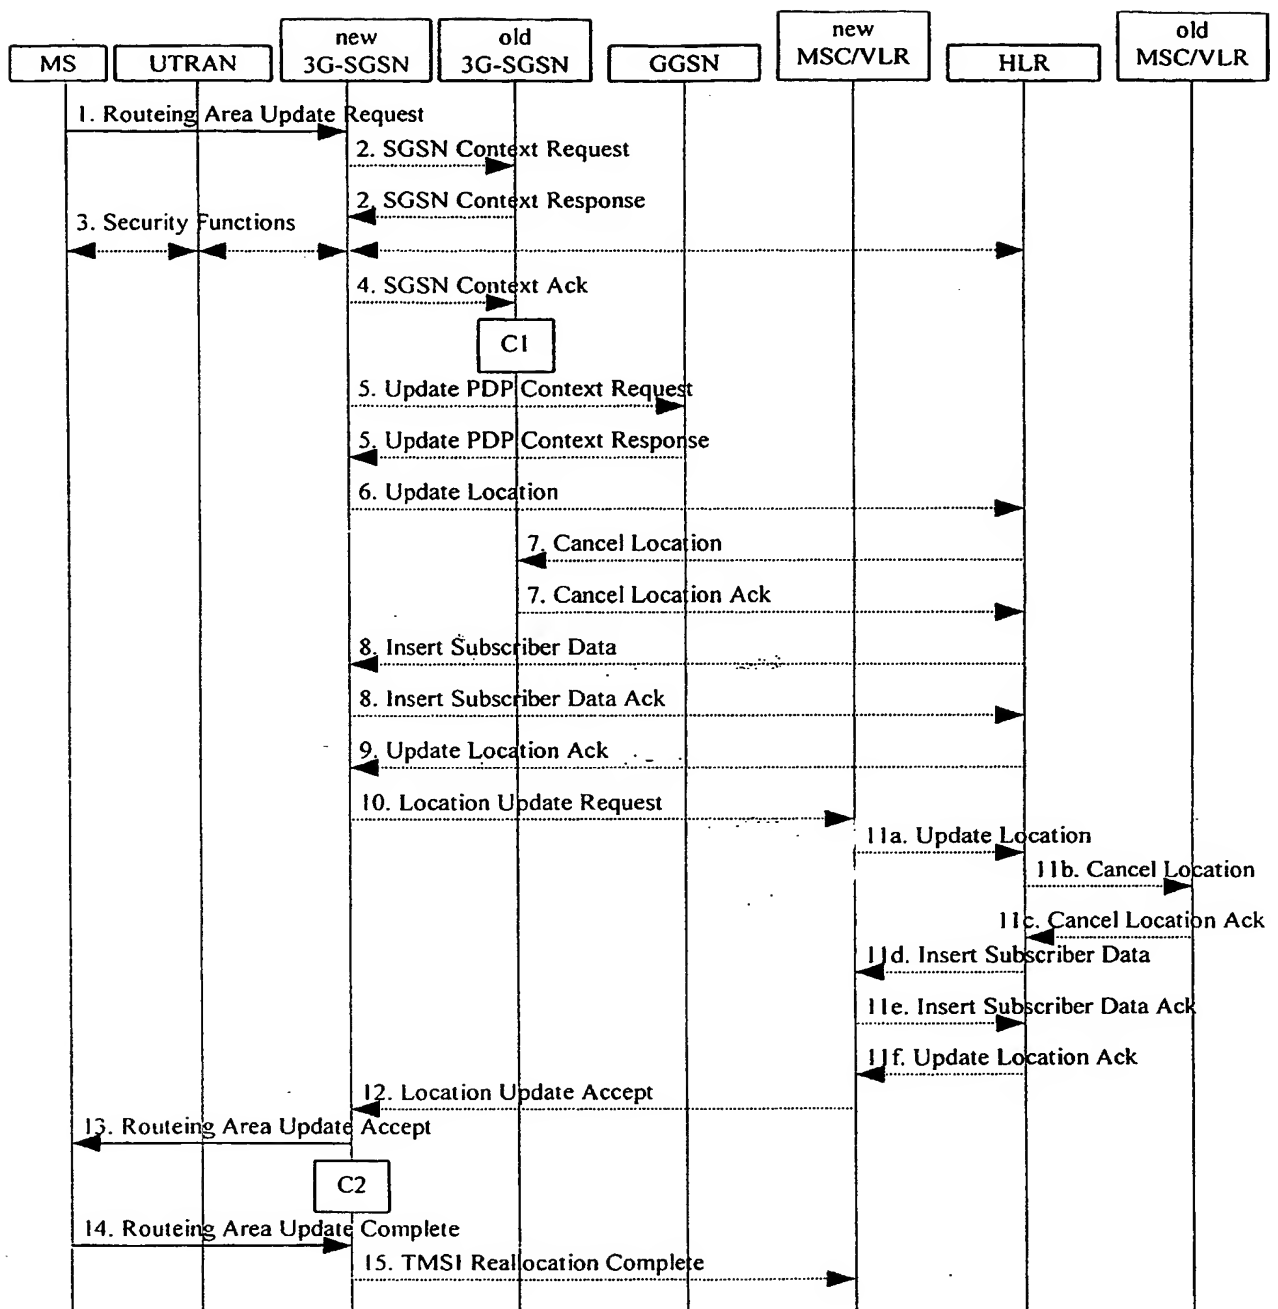 MS
UTRAN
new
3G-SGSN
old
3G-SGSN
GGSN
new
MSC/VLR
HLR
old
MSC/VLR
1. Routeing Area Update Request
2. SGSN Context Request
2. SGSN Context Response
3. Security Functions
4. SGSN Context Ack
C1
5. Update PDP Context Request
5. Update PDP Context Response
6. Update Location
7. Cancel Location
7. Cancel Location Ack
8. Insert Subscriber Data
8. Insert Subscriber Data Ack
9. Update Location Ack
10. Location Update Request
11a. Update Location
11b. Cancel Location
11c. Cancel Location Ack
11d. Insert Subscriber Data
11e. Insert Subscriber Data Ack
11f. Update Location Ack
12. Location Update Accept
13. Routeing Area Update Accept
C2
14. Routeing Area Update Complete
15. TMSI Reallocation Complete